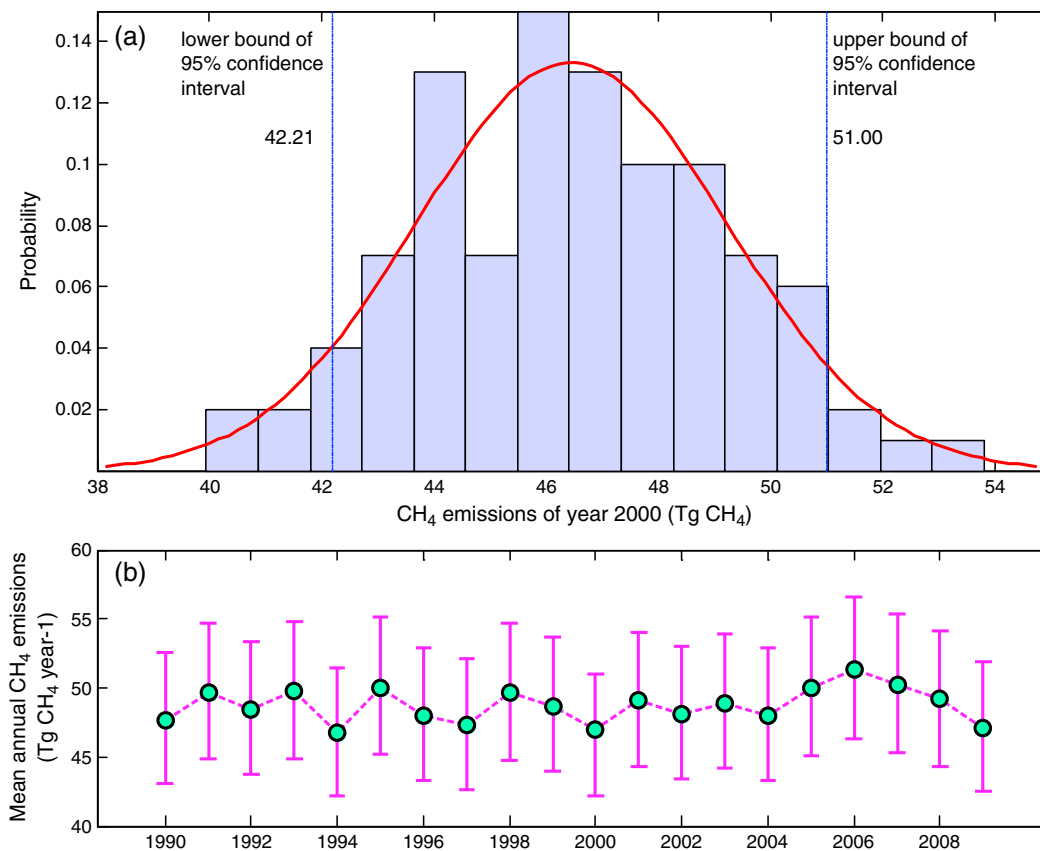 (a)
lower bound of
95% confidence
interval
42.21
upper bound of
95% confidence
interval
51.00
0.14
0.12
0.1
0.08
0.06
0.04
0.02
Probability
38 40 42 44 46 48 50 52 54
CH₄ emissions of year 2000 (Tg CH₄)
(b)
60
55
50
45
40
Mean annual CH₄ emissions
(Tg CH₄ year-1)
1990 1992 1994 1996 1998 2000 2002 2004 2006 2008